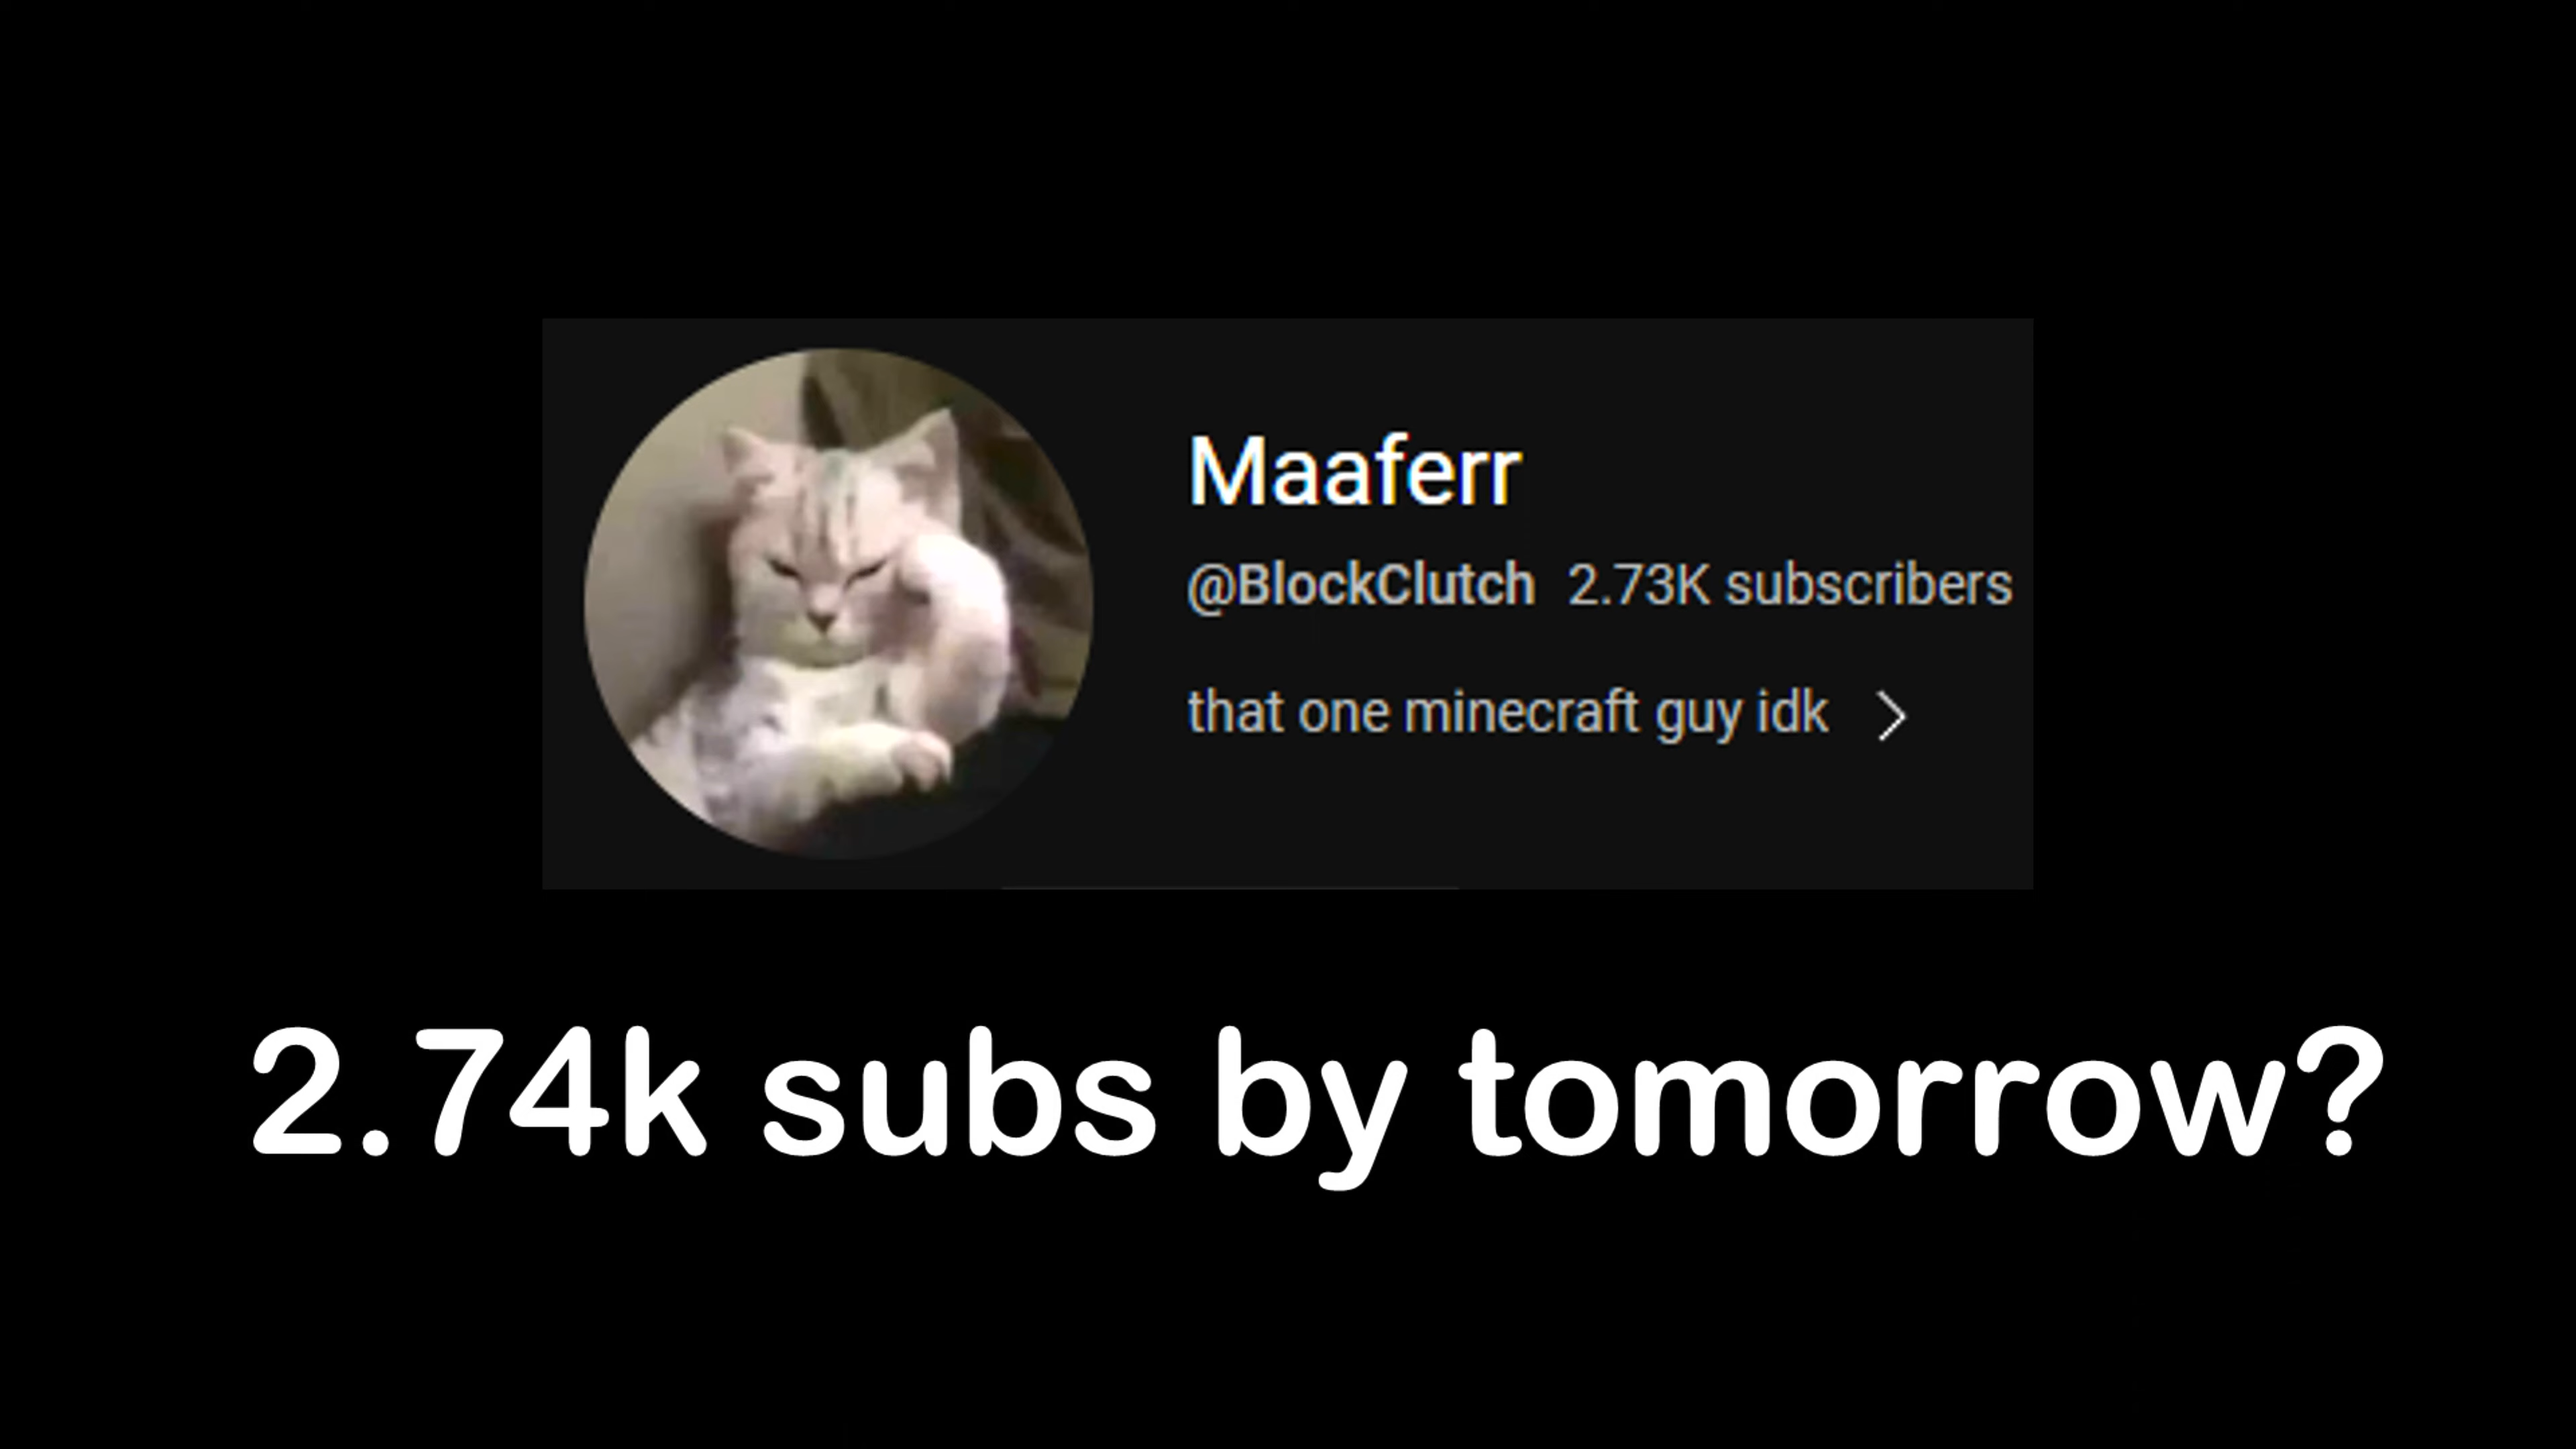 Maaferr
@BlockClutch 2.73K subscribers
that one minecraft guy idk
2.74k subs by tomorrow?